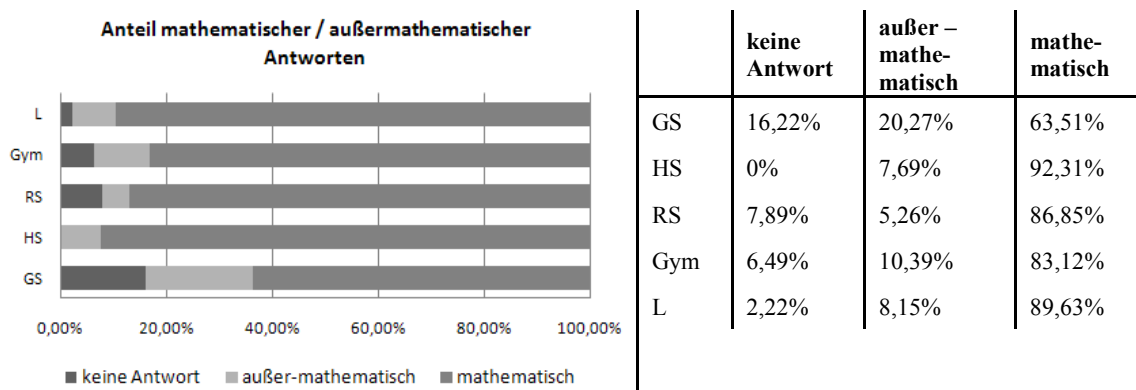 Anteil mathematischer / außermathematischer
Antworten
L
Gym
RS
HS
GS
0,00% 20,00% 40,00% 60,00% 80,00% 100,00%
keine Antwort außer-mathematisch mathematisch
keine
Antwort
außer –
mathe-
matisch
mathe-
matisch
GS 16,22% 20,27% 63,51%
HS 0% 7,69% 92,31%
RS 7,89% 5,26% 86,85%
Gym 6,49% 10,39% 83,12%
L 2,22% 8,15% 89,63%